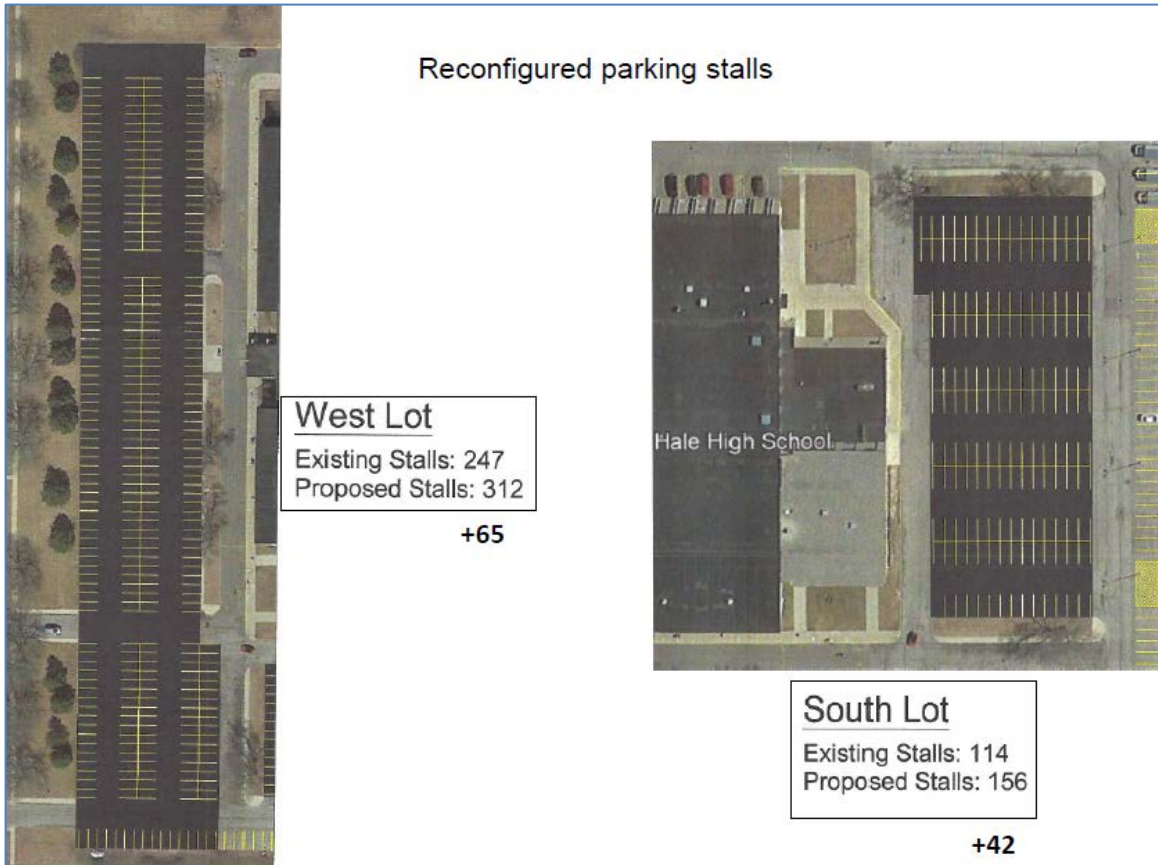 Reconfigured parking stalls
West Lot
Existing Stalls: 247
Proposed Stalls: 312
+65
Hale High School
South Lot
Existing Stalls: 114
Proposed Stalls: 156
+42